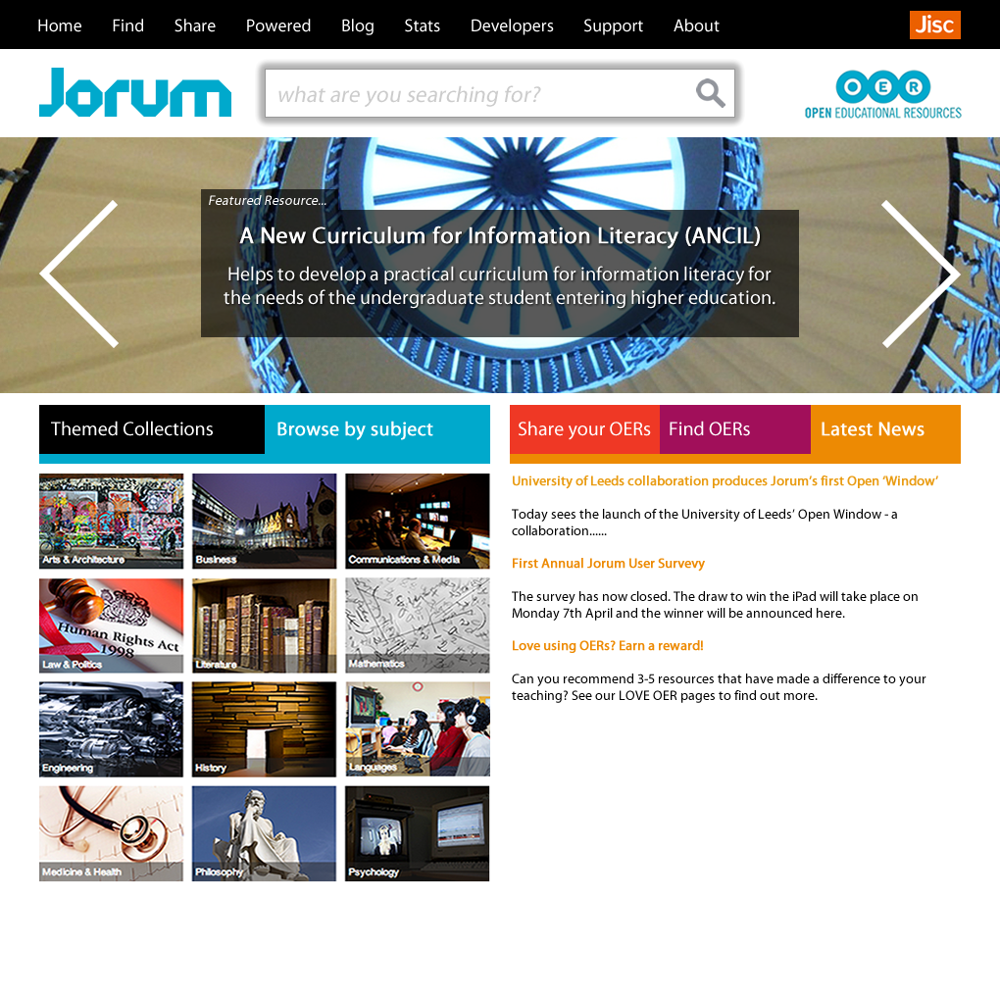 Home Find Share Powered Blog Stats Developers Support About Jisc
Jorum
what are you searching for?
OER
OPEN EDUCATIONAL RESOURCES
Featured Resource...
A New Curriculum for Information Literacy (ANCIL)
Helps to develop a practical curriculum for information literacy for
the needs of the undergraduate student entering higher education.
Themed Collections Browse by subject
Arts & Architecture Business Communications & Media
Human Rights Act
1998
Law & Politics Literature Mathematics
Engineering History Languages
Medicine & Health Philosophy Psychology
Share your OERs Find OERs Latest News
University of Leeds collaboration produces Jorum's first Open ‘Window’
Today sees the launch of the University of Leeds’ Open Window - a
collaboration......
First Annual Jorum User Survevy
The survey has now closed. The draw to win the iPad will take place on
Monday 7th April and the winner will be announced here.
Love using OERs? Earn a reward!
Can you recommend 3-5 resources that have made a difference to your
teaching? See our LOVE OER pages to find out more.